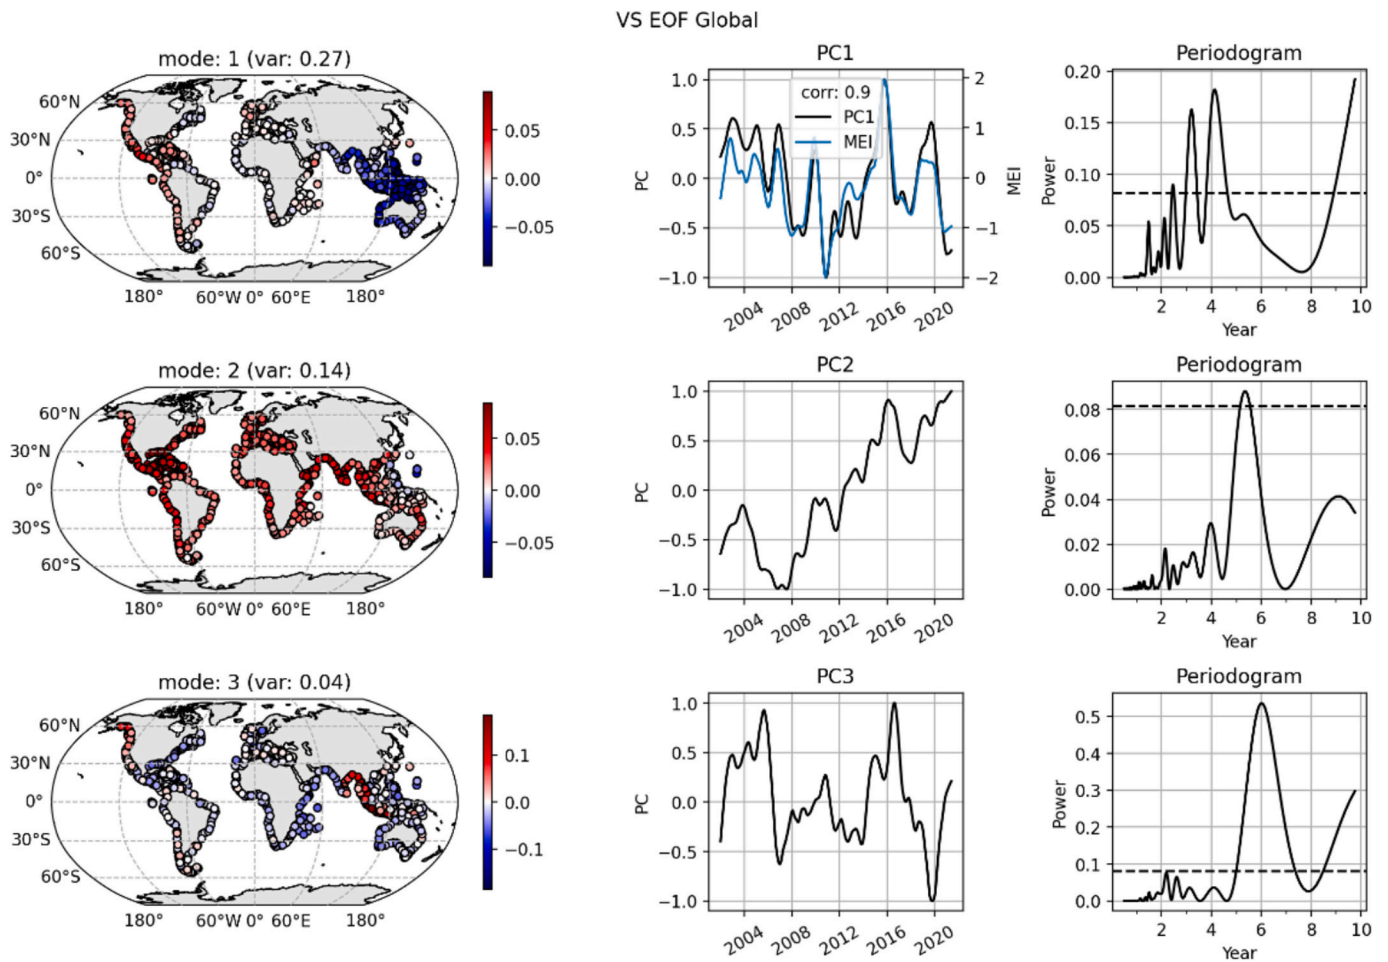 VS EOF Global
mode: 1 (var: 0.27)
60°N
30°N
0°
30°S
60°S
180°
60°W 0° 60°E
180°
0.05
0.00
−0.05
PC1
1.0
0.5
0.0
−0.5
−1.0
PC
corr: 0.9
PC1
MEI
2
1
0
−1
−2
MEI
2004
2008
2012
2016
2020
Periodogram
0.20
0.15
0.10
0.05
0.00
Power
2 4 6 8 10
Year
mode: 2 (var: 0.14)
60°N
30°N
0°
30°S
60°S
180°
60°W 0° 60°E
180°
0.05
0.00
−0.05
PC2
1.0
0.5
0.0
−0.5
−1.0
PC
2004
2008
2012
2016
2020
Periodogram
0.08
0.06
0.04
0.02
0.00
Power
2 4 6 8 10
Year
mode: 3 (var: 0.04)
60°N
30°N
0°
30°S
60°S
180°
60°W 0° 60°E
180°
0.1
0.0
−0.1
PC3
1.0
0.5
0.0
−0.5
−1.0
PC
2004
2008
2012
2016
2020
Periodogram
0.5
0.4
0.3
0.2
0.1
0.0
Power
2 4 6 8 10
Year